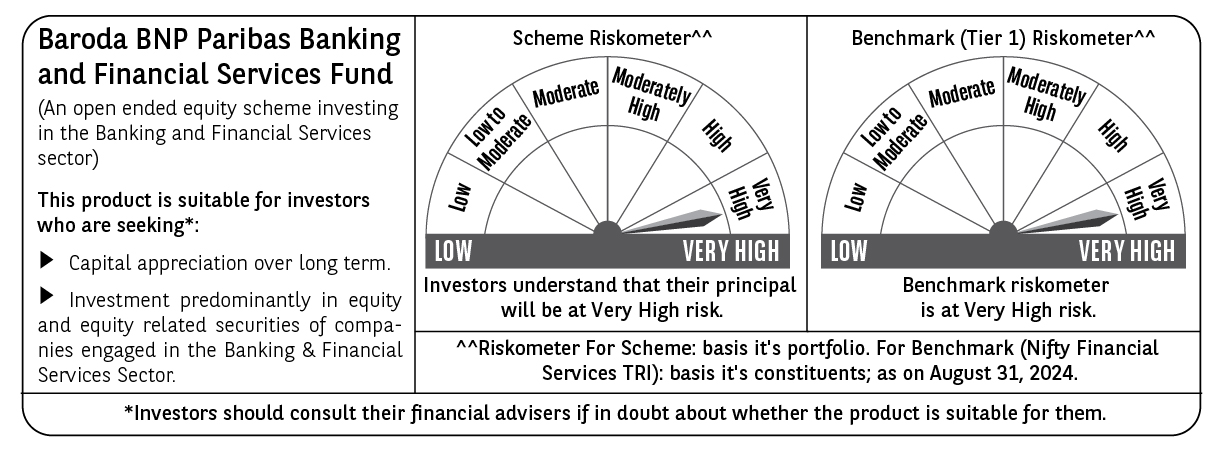 Baroda BNP Paribas Banking
and Financial Services Fund
(An open ended equity scheme investing
in the Banking and Financial Services
sector)
This product is suitable for investors
who are seeking*:
Capital appreciation over long term.
Investment predominantly in equity
and equity related securities of compa-
nies engaged in the Banking & Financial
Services Sector.
Scheme Riskometer^^
Low
Low to
Moderate
Moderate
Moderately
High
High
Very
High
LOW VERY HIGH
Investors understand that their principal
will be at Very High risk.
Benchmark (Tier 1) Riskometer^^
Low
Low to
Moderate
Moderate
Moderately
High
High
Very
High
LOW VERY HIGH
Benchmark riskometer
is at Very High risk.
^^Riskometer For Scheme: basis it's portfolio. For Benchmark (Nifty Financial
Services TRI): basis it's constituents; as on August 31, 2024.
*Investors should consult their financial advisers if in doubt about whether the product is suitable for them.